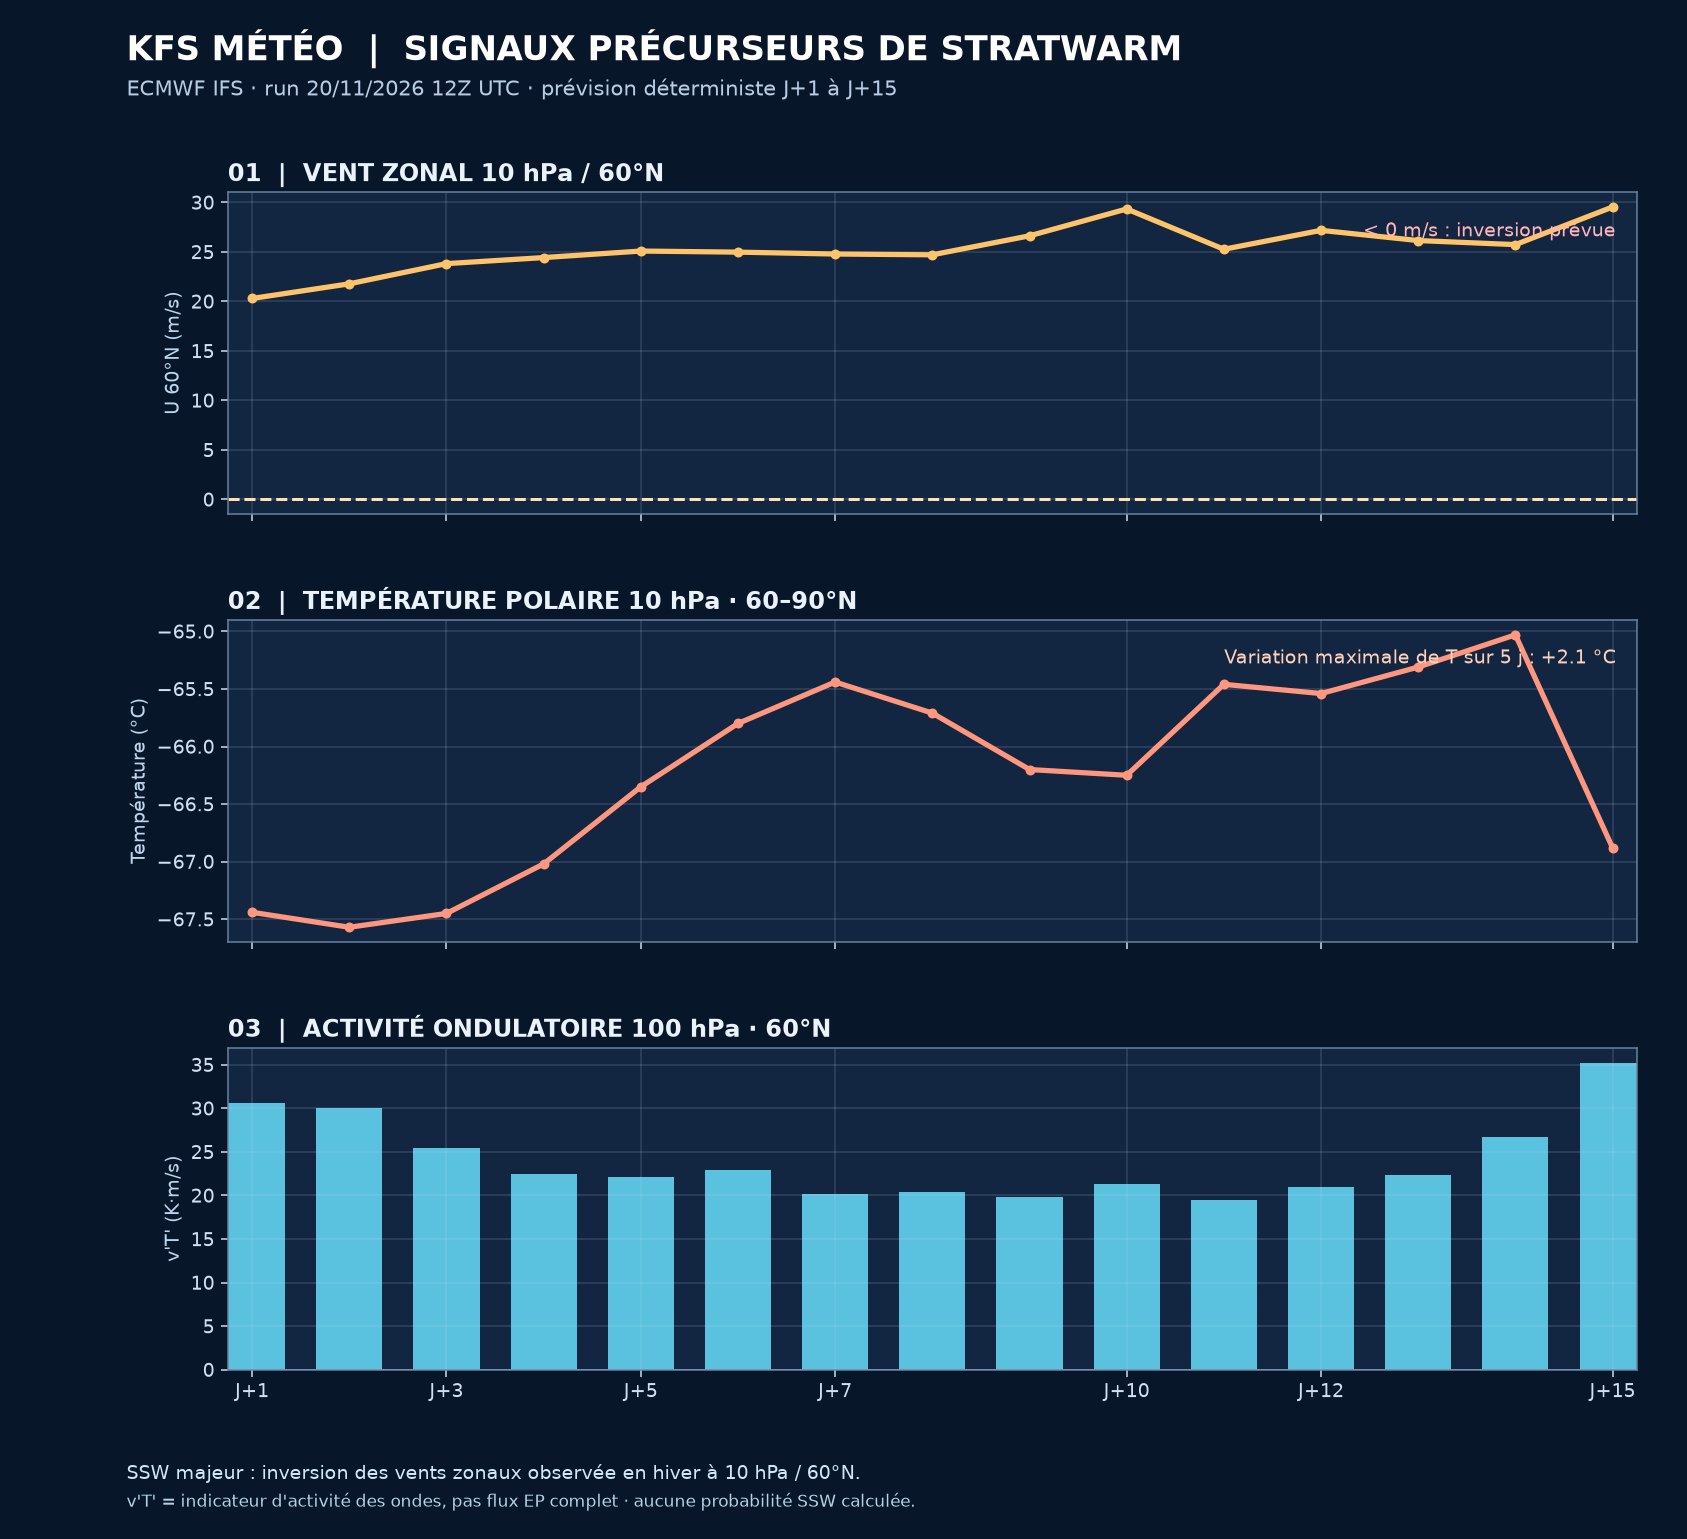 KFS MÉTÉO | SIGNAUX PRÉCURSEURS DE STRATWARM
ECMWF IFS · run 20/11/2026 12Z UTC · prévision déterministe J+1 à J+15
01 | VENT ZONAL 10 hPa / 60°N
30
25
20
15
10
5
0
U 60°N (m/s)
< 0 m/s : inversion prévue
02 | TEMPÉRATURE POLAIRE 10 hPa · 60–90°N
−65.0
−65.5
−66.0
−66.5
−67.0
−67.5
Température (°C)
Variation maximale de T sur 5 j : +2.1 °C
03 | ACTIVITÉ ONDULATOIRE 100 hPa · 60°N
35
30
25
20
15
10
5
0
v'T' (K·m/s)
J+1 J+3 J+5 J+7 J+10 J+12 J+15
SSW majeur : inversion des vents zonaux observée en hiver à 10 hPa / 60°N.
v'T' = indicateur d'activité des ondes, pas flux EP complet · aucune probabilité SSW calculée.